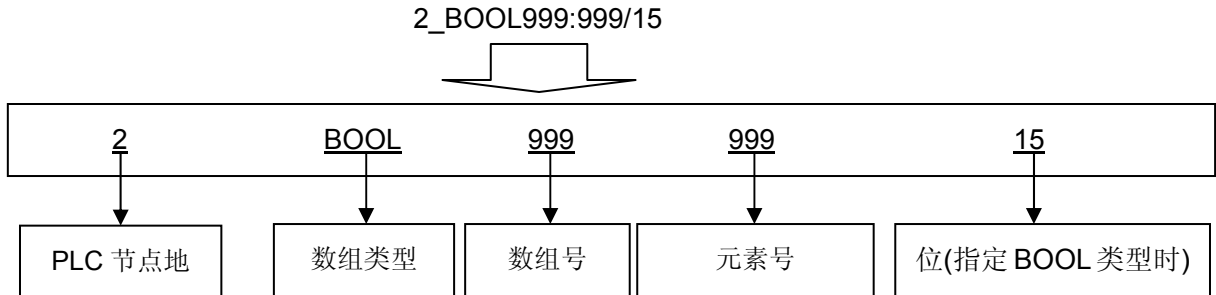 2_BOOL999:999/15
2 BOOL 999 999 15
PLC 节点地 数组类型 数组号 元素号 位(指定 BOOL 类型时)